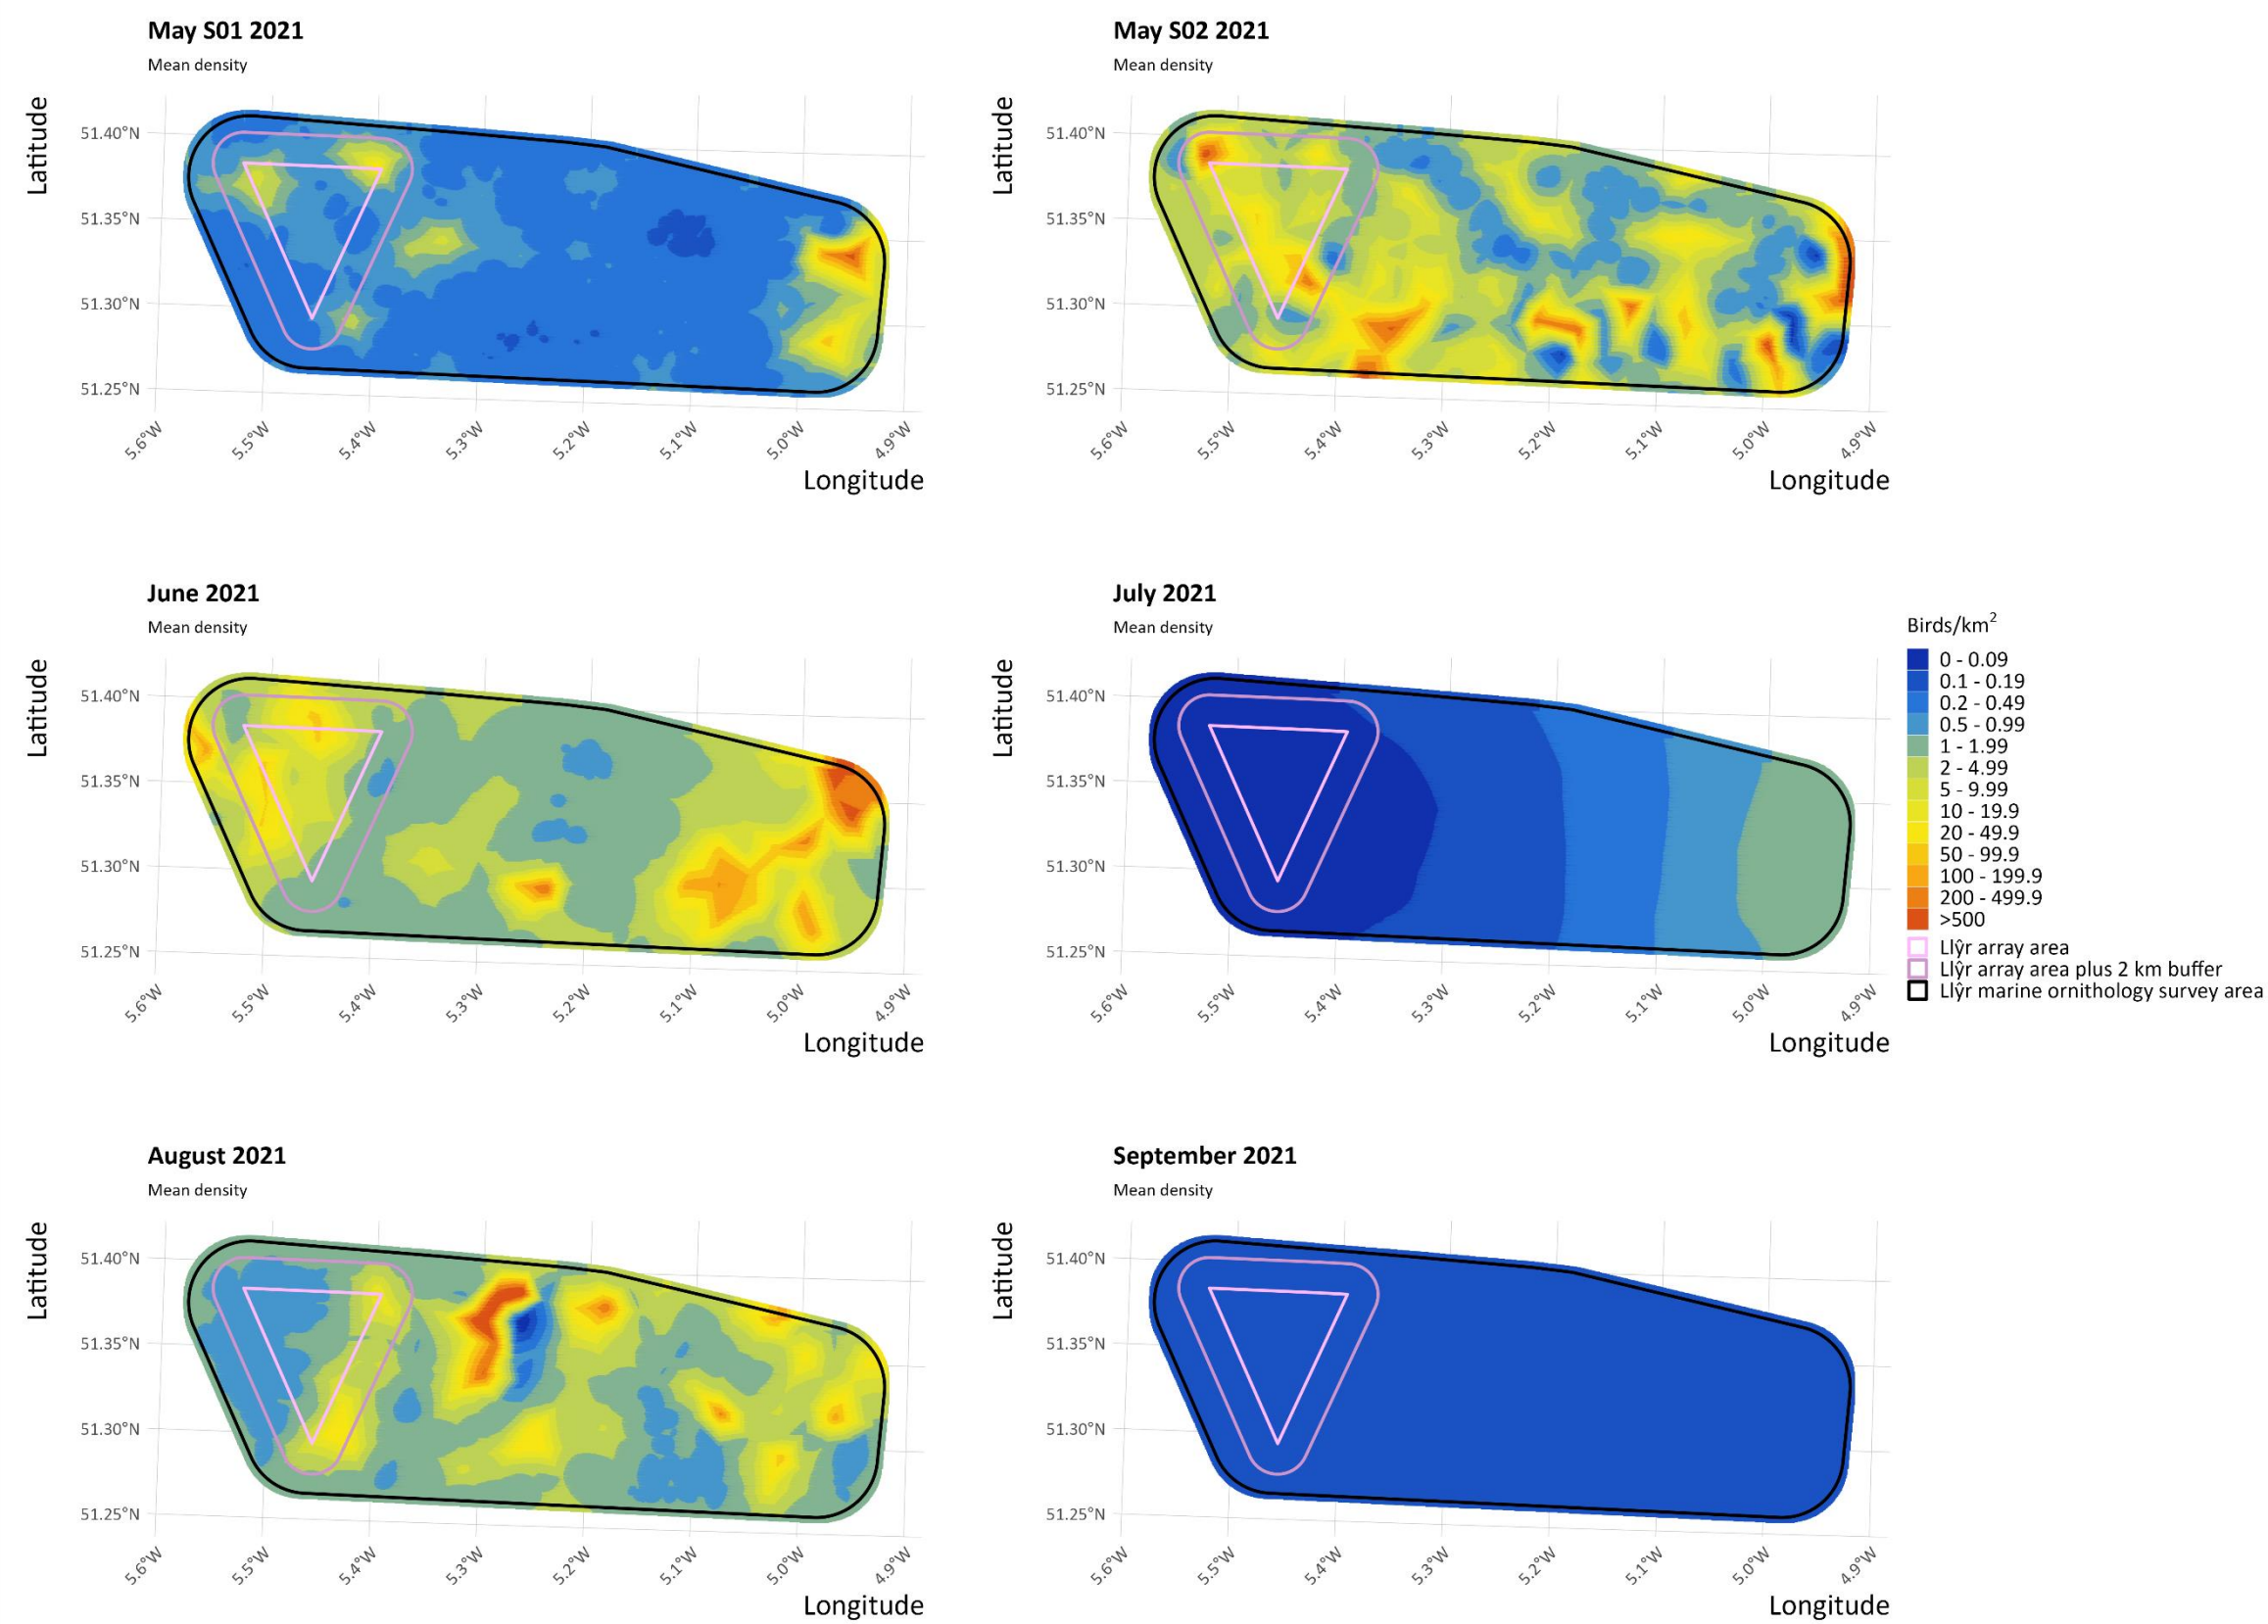 May S01 2021
Mean density
Latitude
51.40°N
51.35°N
51.30°N
51.25°N
5.6°W
5.5°W
5.4°W
5.3°W
5.2°W
5.1°W
5.0°W
4.9°W
Longitude
May S02 2021
Mean density
Latitude
51.40°N
51.35°N
51.30°N
51.25°N
5.6°W
5.5°W
5.4°W
5.3°W
5.2°W
5.1°W
5.0°W
4.9°W
Longitude
June 2021
Mean density
Latitude
51.40°N
51.35°N
51.30°N
51.25°N
5.6°W
5.5°W
5.4°W
5.3°W
5.2°W
5.1°W
5.0°W
4.9°W
Longitude
July 2021
Mean density
Latitude
51.40°N
51.35°N
51.30°N
51.25°N
5.6°W
5.5°W
5.4°W
5.3°W
5.2°W
5.1°W
5.0°W
4.9°W
Longitude
Birds/km²
0 - 0.09
0.1 - 0.19
0.2 - 0.49
0.5 - 0.99
1 - 1.99
2 - 4.99
5 - 9.99
10 - 19.9
20 - 49.9
50 - 99.9
100 - 199.9
200 - 499.9
>500
Llŷr array area
Llŷr array area plus 2 km buffer
Llŷr marine ornithology survey area
August 2021
Mean density
Latitude
51.40°N
51.35°N
51.30°N
51.25°N
5.6°W
5.5°W
5.4°W
5.3°W
5.2°W
5.1°W
5.0°W
4.9°W
Longitude
September 2021
Mean density
Latitude
51.40°N
51.35°N
51.30°N
51.25°N
5.6°W
5.5°W
5.4°W
5.3°W
5.2°W
5.1°W
5.0°W
4.9°W
Longitude